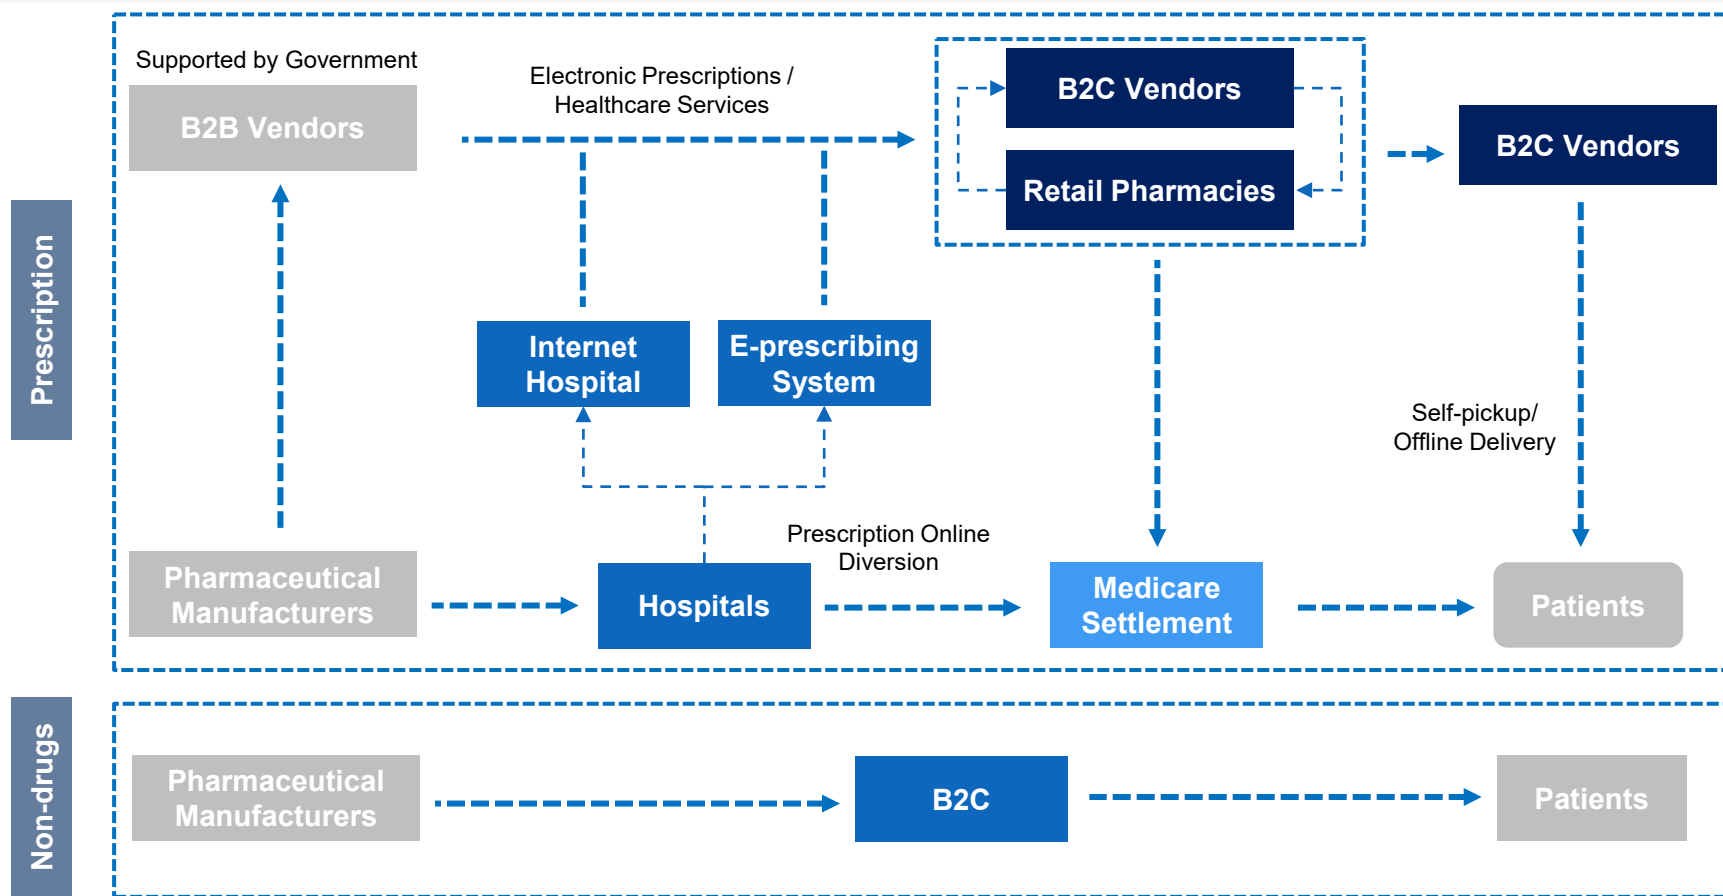 Supported by Government
B2B Vendors
Electronic Prescriptions /
Healthcare Services
B2C Vendors
Retail Pharmacies
B2C Vendors
Prescription
Internet
Hospital
E-prescribing
System
Self-pickup/
Offline Delivery
Prescription Online
Diversion
Pharmaceutical
Manufacturers
Hospitals
Medicare
Settlement
Patients
Non-drugs
Pharmaceutical
Manufacturers
B2C
Patients